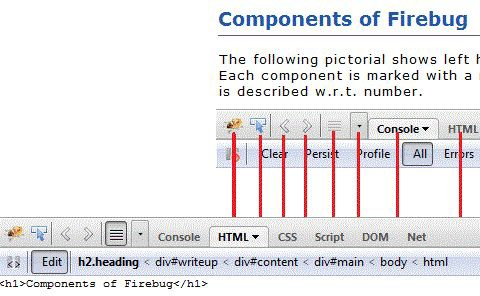 Components of Firebug
The following pictorial shows left h
Each component is marked with a
is described w.r.t. number.
Console HTML
Clear Persist Profile All Errors
Console HTML CSS Script DOM Net
Edit h2.heading < div#writeup < div#content < div#main < body < html
<h1>Components of Firebug</h1>